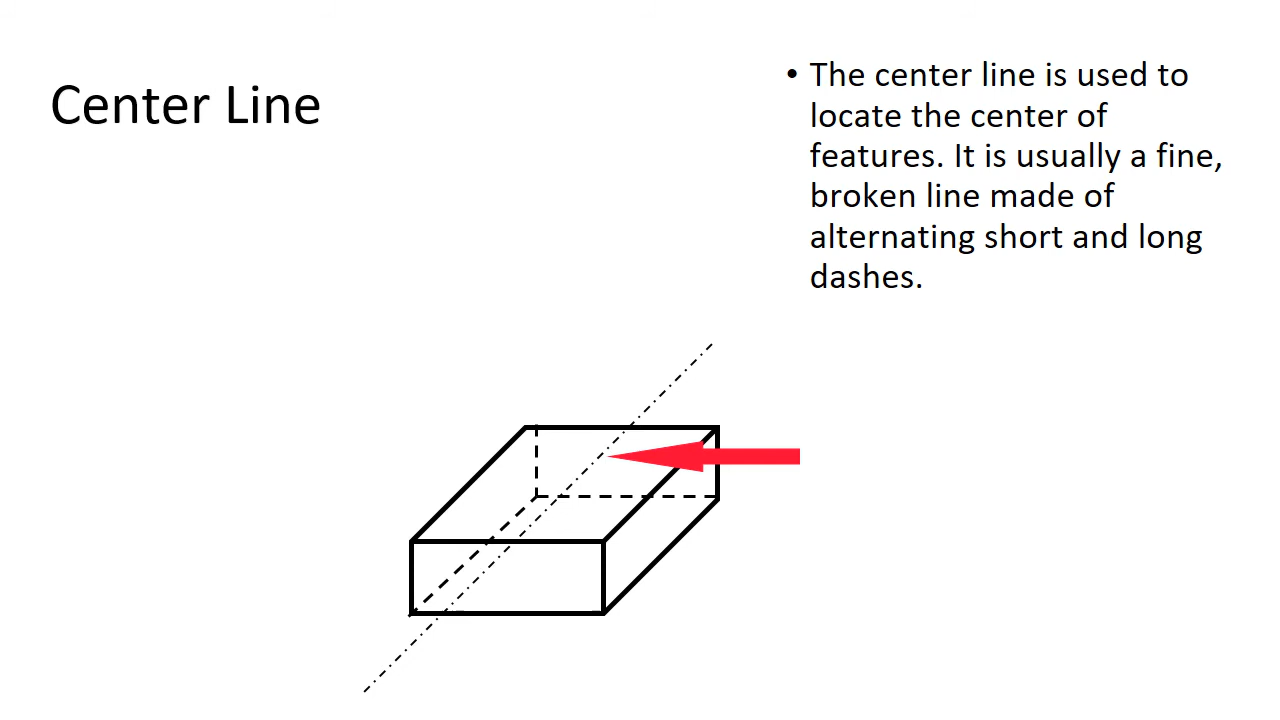 Center Line
• The center line is used to
locate the center of
features. It is usually a fine,
broken line made of
alternating short and long
dashes.